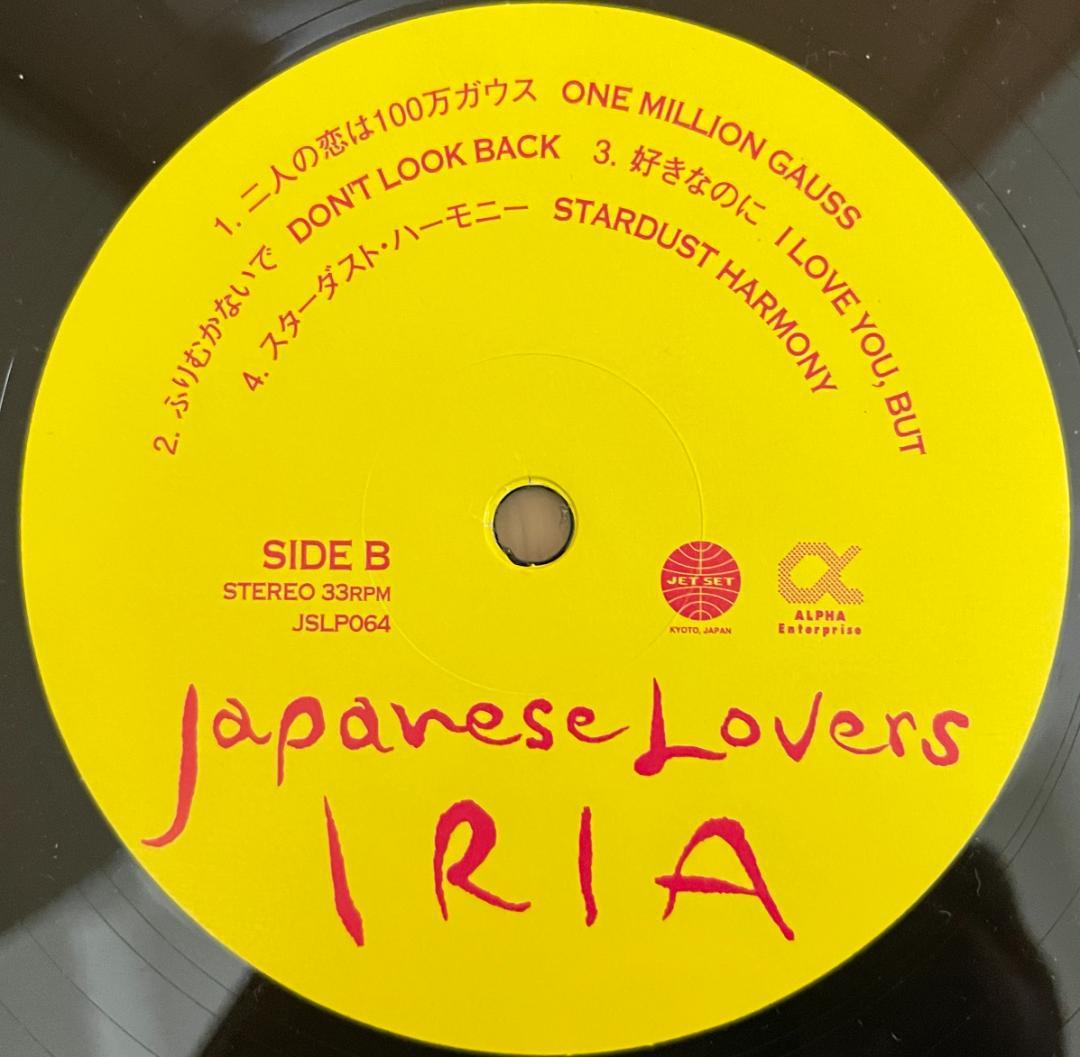 1. 二人の恋は100万ガウス ONE MILLION GAUSS
2. ふりむかないで DON'T LOOK BACK 3. 好きなのに I LOVE YOU, BUT
4. スターダスト・ハーモニー STARDUST HARMONY
SIDE B
STEREO 33RPM
JSLP064
JET SET
KYOTO, JAPAN
ALPHA
Enterprise
Japanese Lovers
IRIA